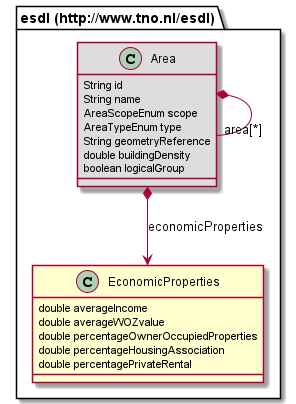 esdl (http://www.tno.nl/esdl)
C Area
String id
String name
AreaScopeEnum scope
AreaTypeEnum type
String geometryReference
double buildingDensity
boolean logicalGroup
area[*]
economicProperties
C EconomicProperties
double averageIncome
double averageWOZvalue
double percentageOwnerOccupiedProperties
double percentageHousingAssociation
double percentagePrivateRental